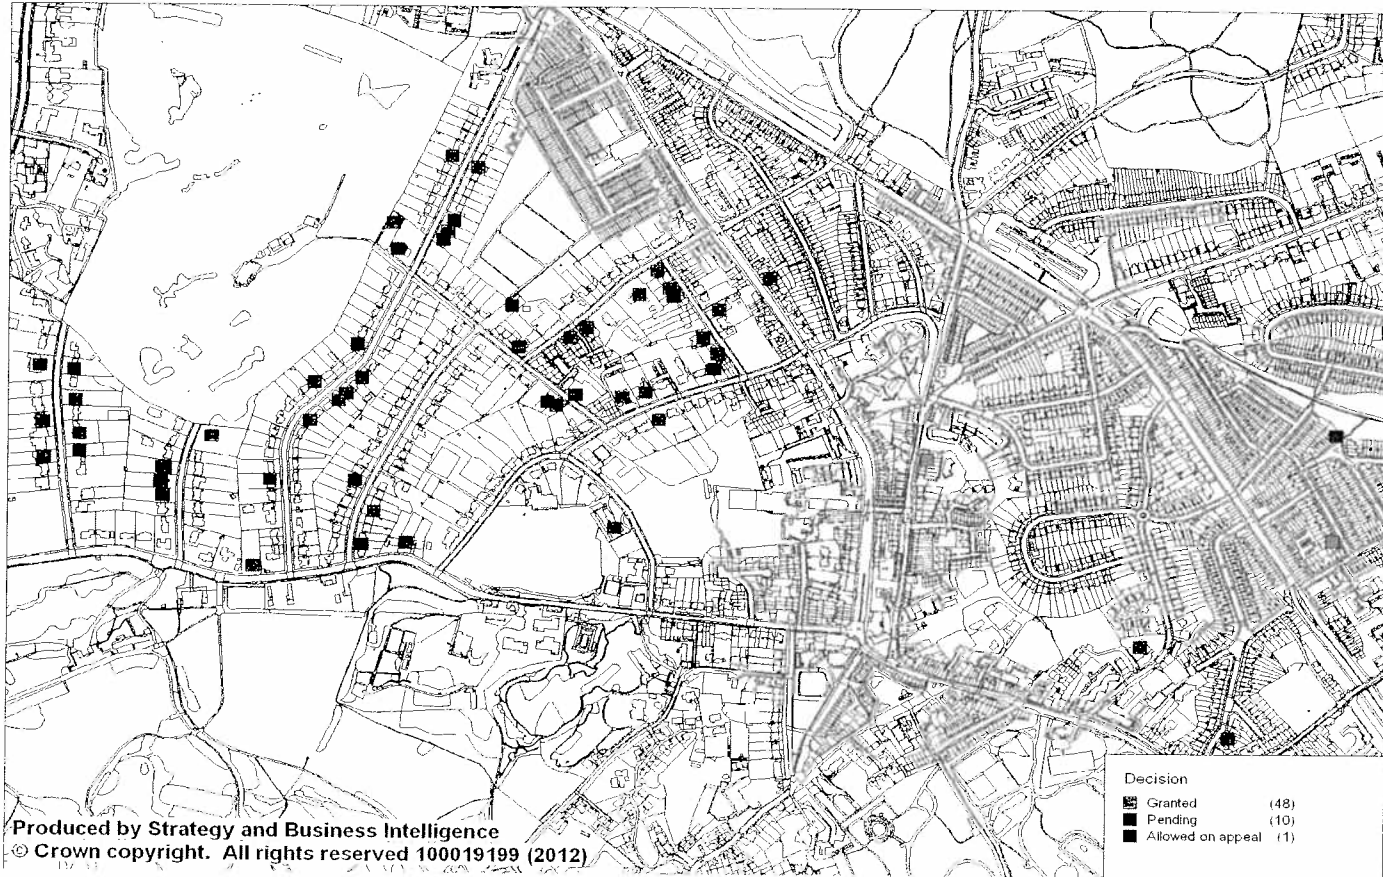 Decision
Granted (48)
Pending (10)
Allowed on appeal (1)
Produced by Strategy and Business Intelligence
© Crown copyright. All rights reserved 100019199 (2012)